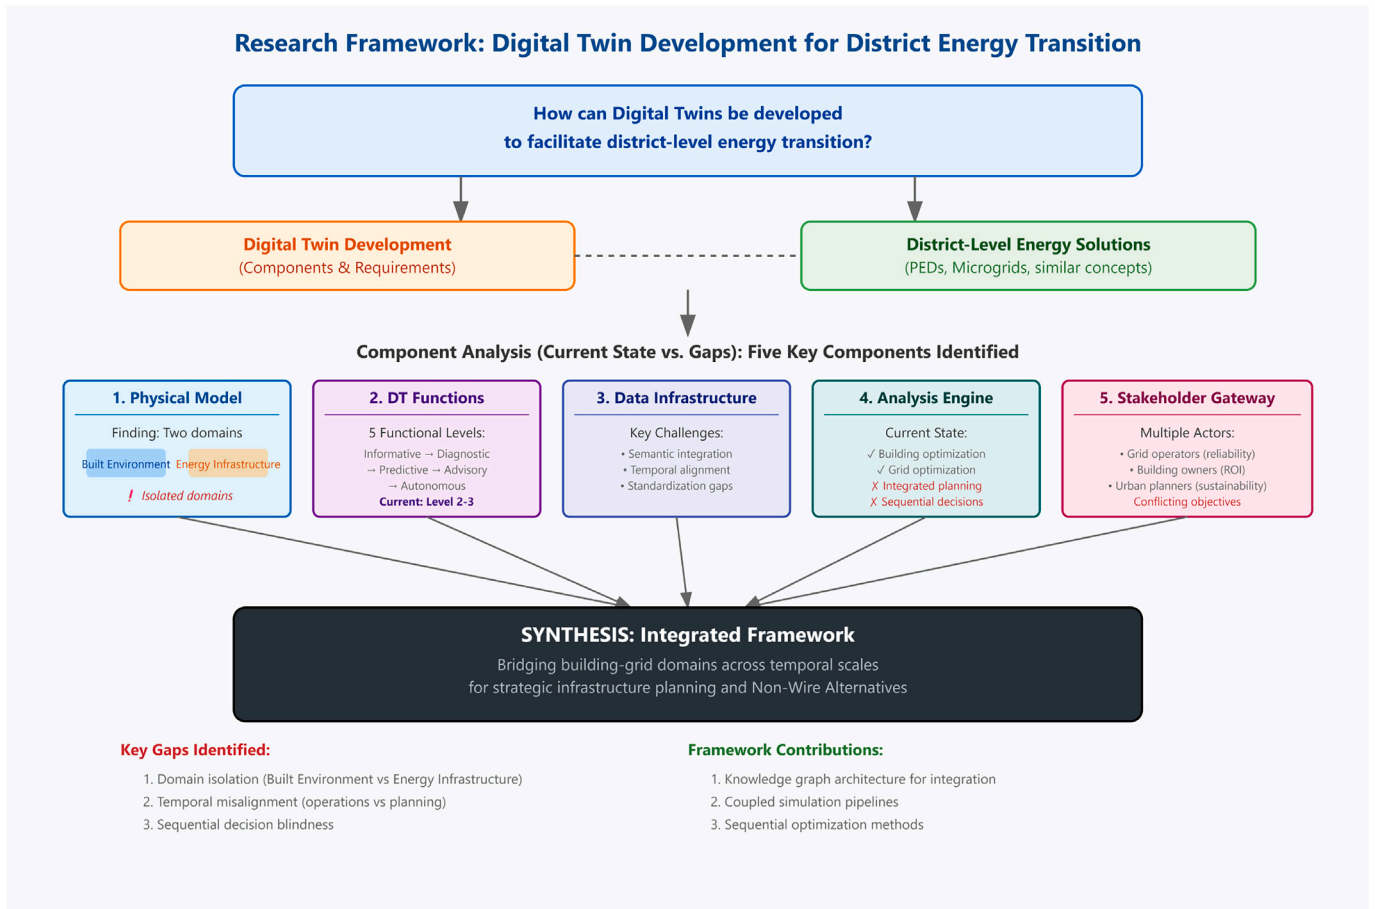 Research Framework: Digital Twin Development for District Energy Transition
How can Digital Twins be developed
to facilitate district-level energy transition?
Digital Twin Development
(Components & Requirements)
District-Level Energy Solutions
(PEDs, Microgrids, similar concepts)
Component Analysis (Current State vs. Gaps): Five Key Components Identified
1. Physical Model
Finding: Two domains
Built Environment
Energy Infrastructure
❗ Isolated domains
2. DT Functions
5 Functional Levels:
Informative → Diagnostic
→ Predictive → Advisory
→ Autonomous
Current: Level 2-3
3. Data Infrastructure
Key Challenges:
• Semantic integration
• Temporal alignment
• Standardization gaps
4. Analysis Engine
Current State:
✓ Building optimization
✓ Grid optimization
✗ Integrated planning
✗ Sequential decisions
5. Stakeholder Gateway
Multiple Actors:
• Grid operators (reliability)
• Building owners (ROI)
• Urban planners (sustainability)
Conflicting objectives
SYNTHESIS: Integrated Framework
Bridging building-grid domains across temporal scales
for strategic infrastructure planning and Non-Wire Alternatives
Key Gaps Identified:
1. Domain isolation (Built Environment vs Energy Infrastructure)
2. Temporal misalignment (operations vs planning)
3. Sequential decision blindness
Framework Contributions:
1. Knowledge graph architecture for integration
2. Coupled simulation pipelines
3. Sequential optimization methods